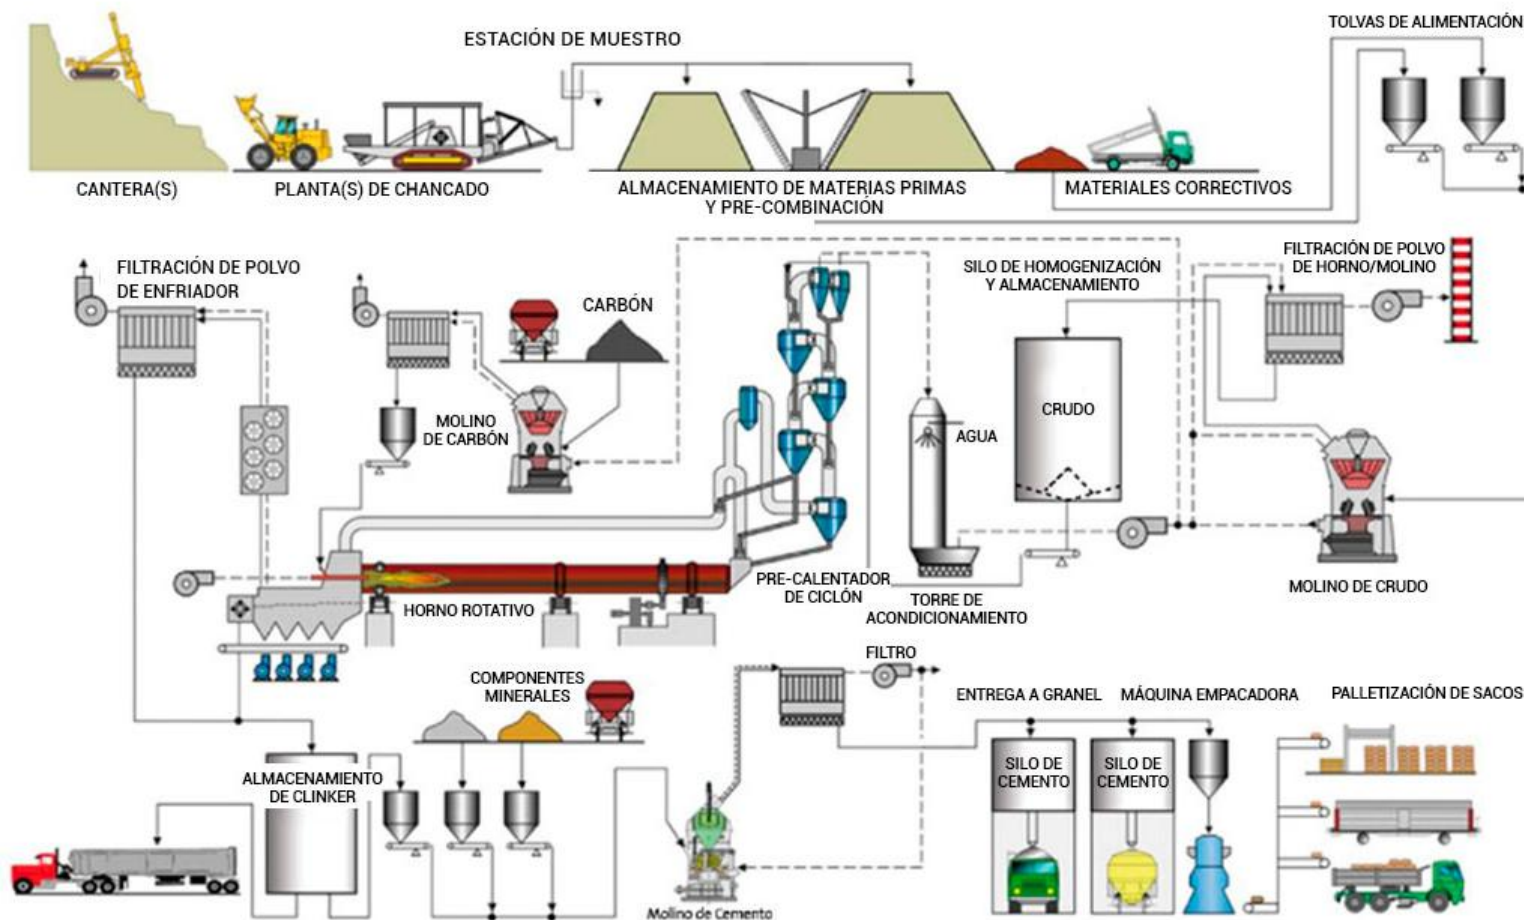 TOLVAS DE ALIMENTACIÓN
ESTACIÓN DE MUESTRO
CANTERA(S)
PLANTA(S) DE CHANCADO
ALMACENAMIENTO DE MATERIAS PRIMAS
Y PRE-COMBINACIÓN
MATERIALES CORRECTIVOS
FILTRACIÓN DE POLVO
DE ENFRIADOR
CARBÓN
SILO DE HOMOGENIZACIÓN
Y ALMACENAMIENTO
FILTRACIÓN DE POLVO
DE HORNO/MOLINO
MOLINO
DE CARBÓN
AGUA
CRUDO
HORNO ROTATIVO
PRE-CALENTADOR
DE CICLÓN
TORRE DE
ACONDICIONAMIENTO
MOLINO DE CRUDO
COMPONENTES
MINERALES
FILTRO
ENTREGA A GRANEL
MÁQUINA EMPACADORA
PALLETIZACIÓN DE SACOS
ALMACENAMIENTO
DE CLINKER
SILO DE
CEMENTO
SILO DE
CEMENTO
Molino de Cemento